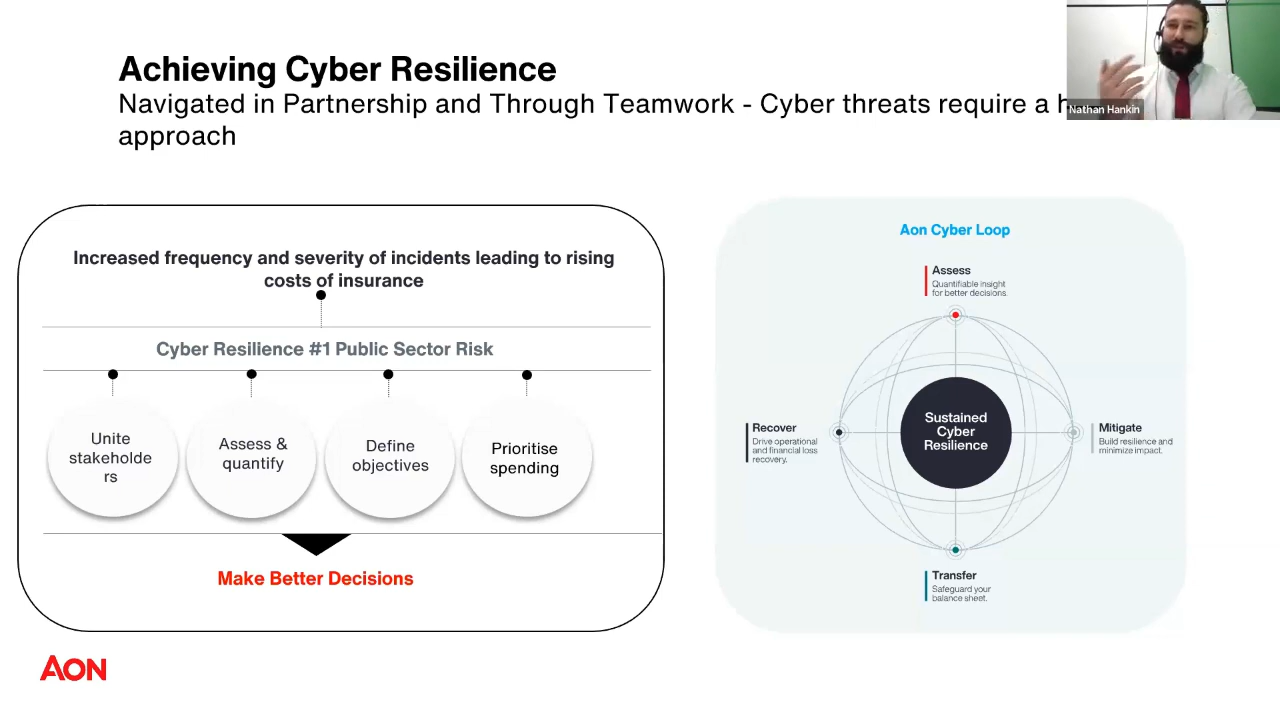 Achieving Cyber Resilience
Navigated in Partnership and Through Teamwork - Cyber threats require a
approach
Nathan Hankin
Increased frequency and severity of incidents leading to rising
costs of insurance
Cyber Resilience #1 Public Sector Risk
Unite
stakeholde
rs
Assess &
quantify
Define
objectives
Prioritise
spending
Make Better Decisions
AON
Aon Cyber Loop
Assess
Quantifiable insight
for better decisions.
Recover
Drive operational
and financial loss
recovery.
Sustained
Cyber
Resilience
Mitigate
Build resilience and
minimize impact.
Transfer
Safeguard your
balance sheet.